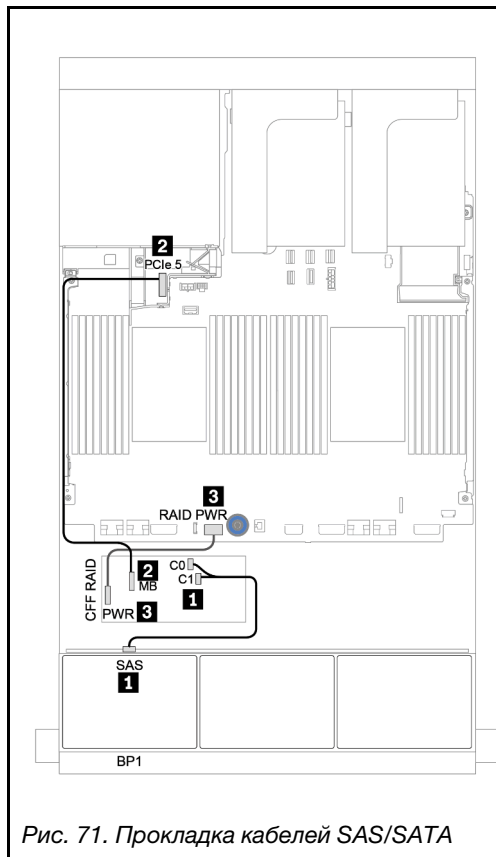 2
PCIe 5
3
RAID PWR
CFF RAID
2
MB
C0
C1
1
PWR 3
SAS
1
BP1
Рис. 71. Прокладка кабелей SAS/SATA